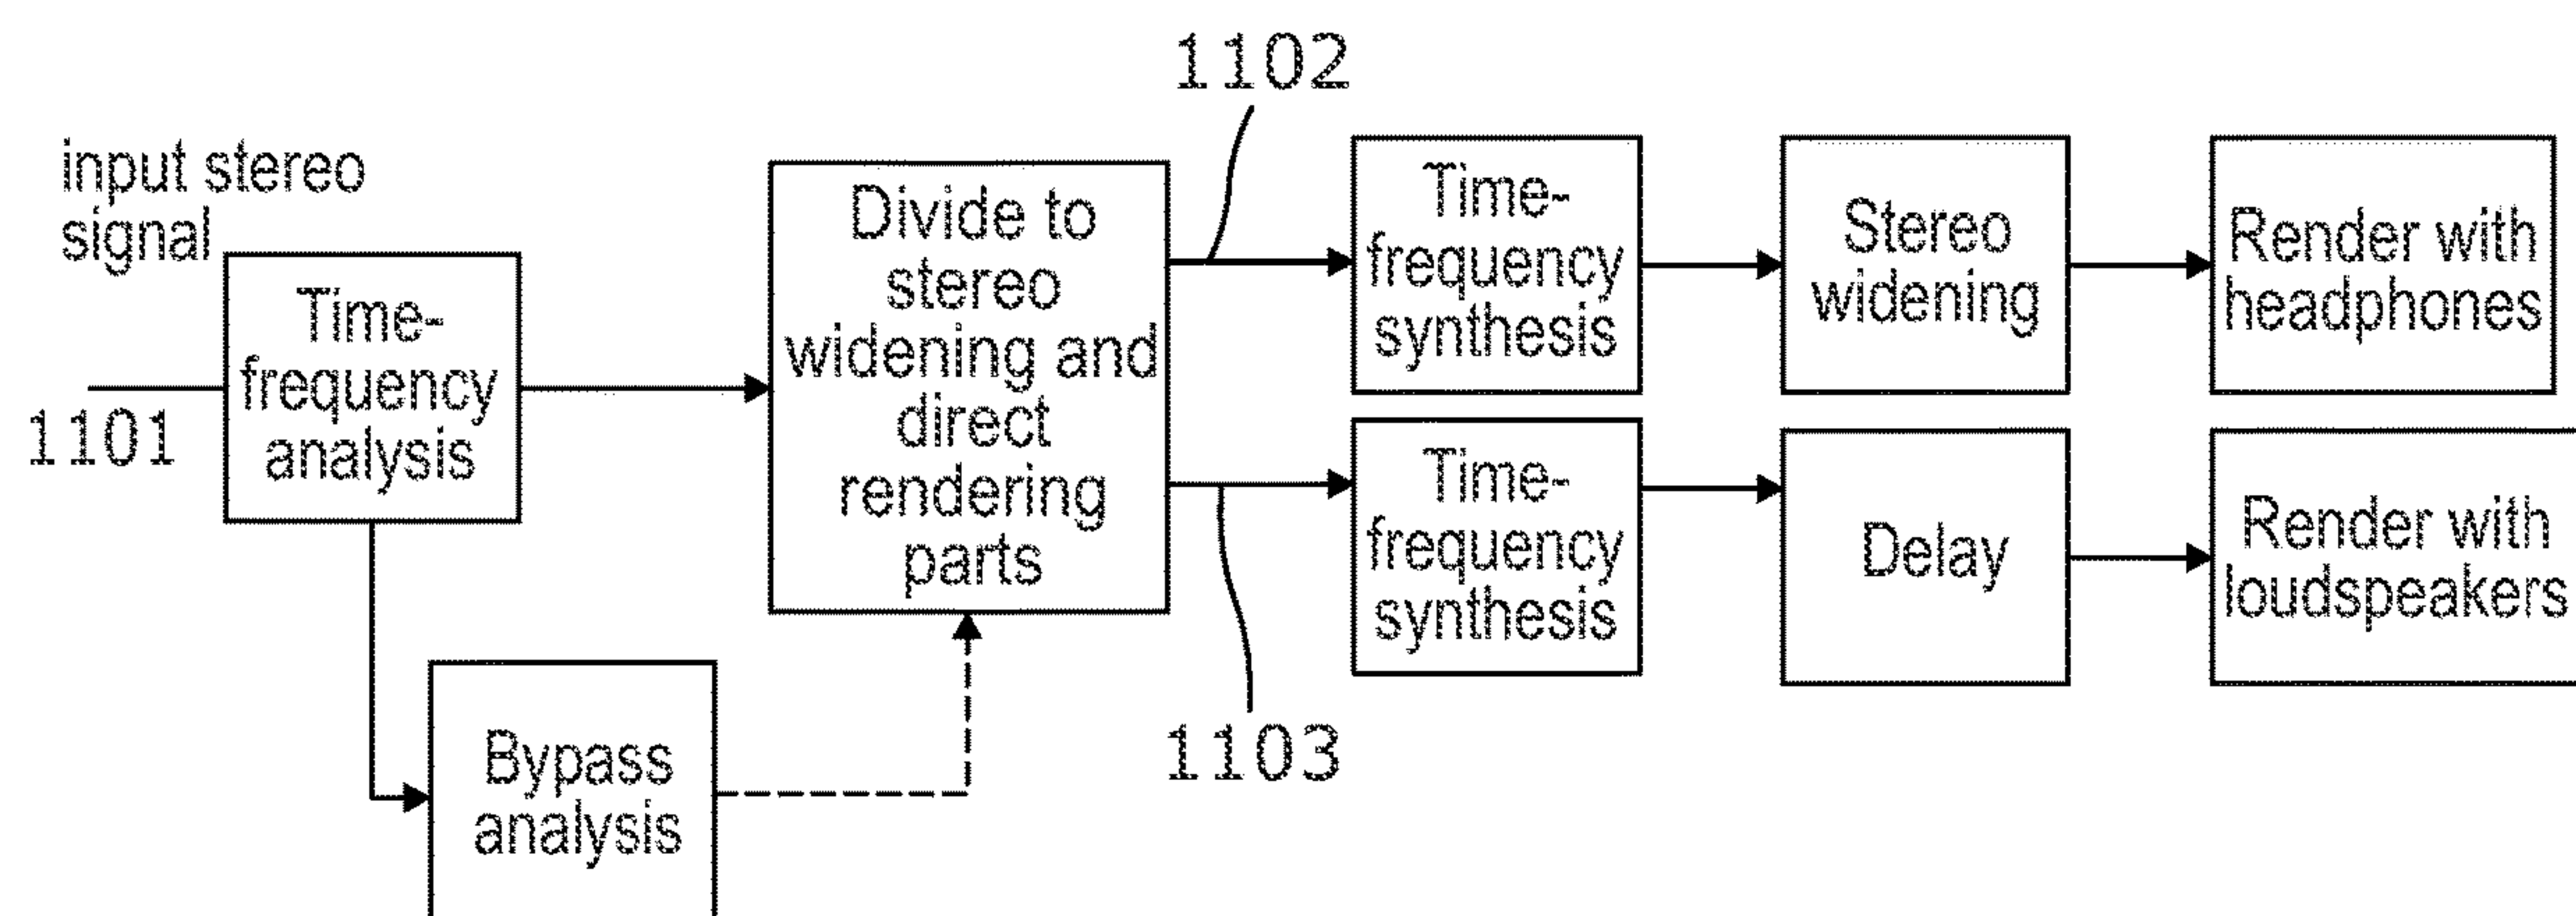 1102
input stereo
signal
Time-
frequency
analysis
1101
Divide to
stereo
widening and
direct
rendering
parts
Time-
frequency
synthesis
Stereo
widening
Render with
headphones
Time-
frequency
synthesis
Delay
Render with
loudspeakers
1103
Bypass
analysis